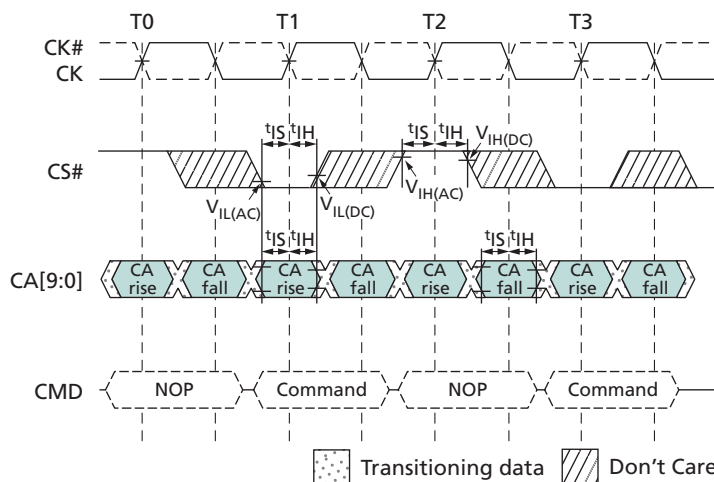 T0 T1 T2 T3
CK#
CK
tIS tIH tIS tIH VIH(DC)
CS#
VIL(AC) VIL(DC) VIH(AC)
tIS tIH tIS tIH
CA[9:0] CA rise CA fall CA rise CA fall CA rise CA fall CA rise CA fall
CMD NOP Command NOP Command
Transitioning data Don't Care